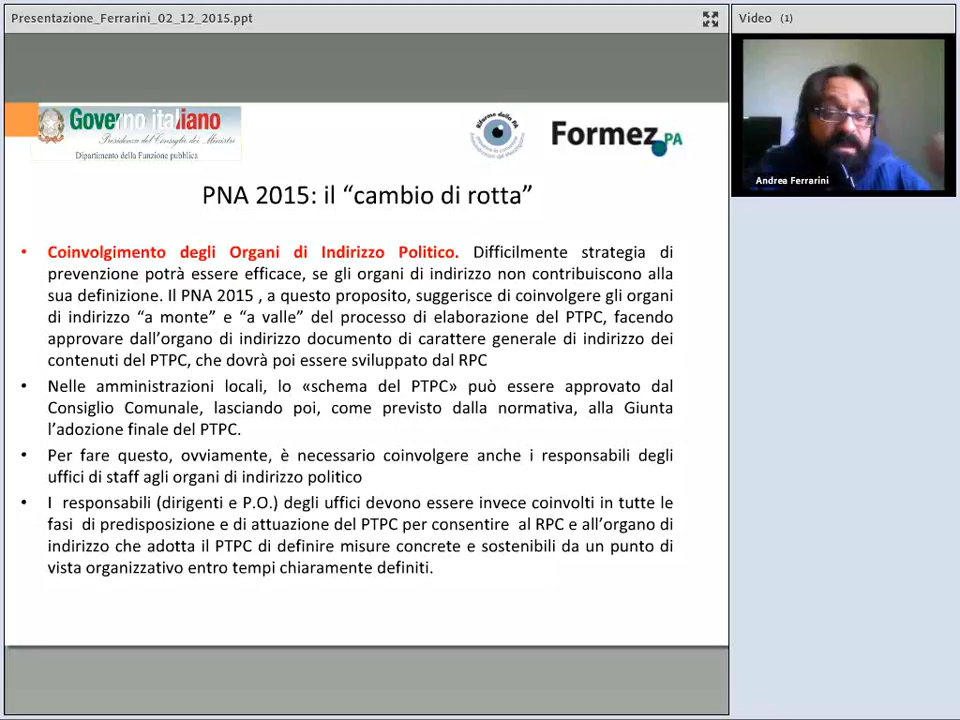 Presentazione_Ferrarini_02_12_2015.ppt
Video (1)
Governo italiano
Presidenza del Consiglio dei Ministri
Dipartimento della Funzione pubblica
Riforma della PA
Formez PA
Andrea Ferrarini
PNA 2015: il “cambio di rotta”
• Coinvolgimento degli Organi di Indirizzo Politico. Difficilmente strategia di
prevenzione potrà essere efficace, se gli organi di indirizzo non contribuiscono alla
sua definizione. Il PNA 2015 , a questo proposito, suggerisce di coinvolgere gli organi
di indirizzo “a monte” e “a valle” del processo di elaborazione del PTPC, facendo
approvare dall’organo di indirizzo documento di carattere generale di indirizzo dei
contenuti del PTPC, che dovrà poi essere sviluppato dal RPC
• Nelle amministrazioni locali, lo «schema del PTPC» può essere approvato dal
Consiglio Comunale, lasciando poi, come previsto dalla normativa, alla Giunta
l’adozione finale del PTPC.
• Per fare questo, ovviamente, è necessario coinvolgere anche i responsabili degli
uffici di staff agli organi di indirizzo politico
• I responsabili (dirigenti e P.O.) degli uffici devono essere invece coinvolti in tutte le
fasi di predisposizione e di attuazione del PTPC per consentire al RPC e all’organo di
indirizzo che adotta il PTPC di definire misure concrete e sostenibili da un punto di
vista organizzativo entro tempi chiaramente definiti.